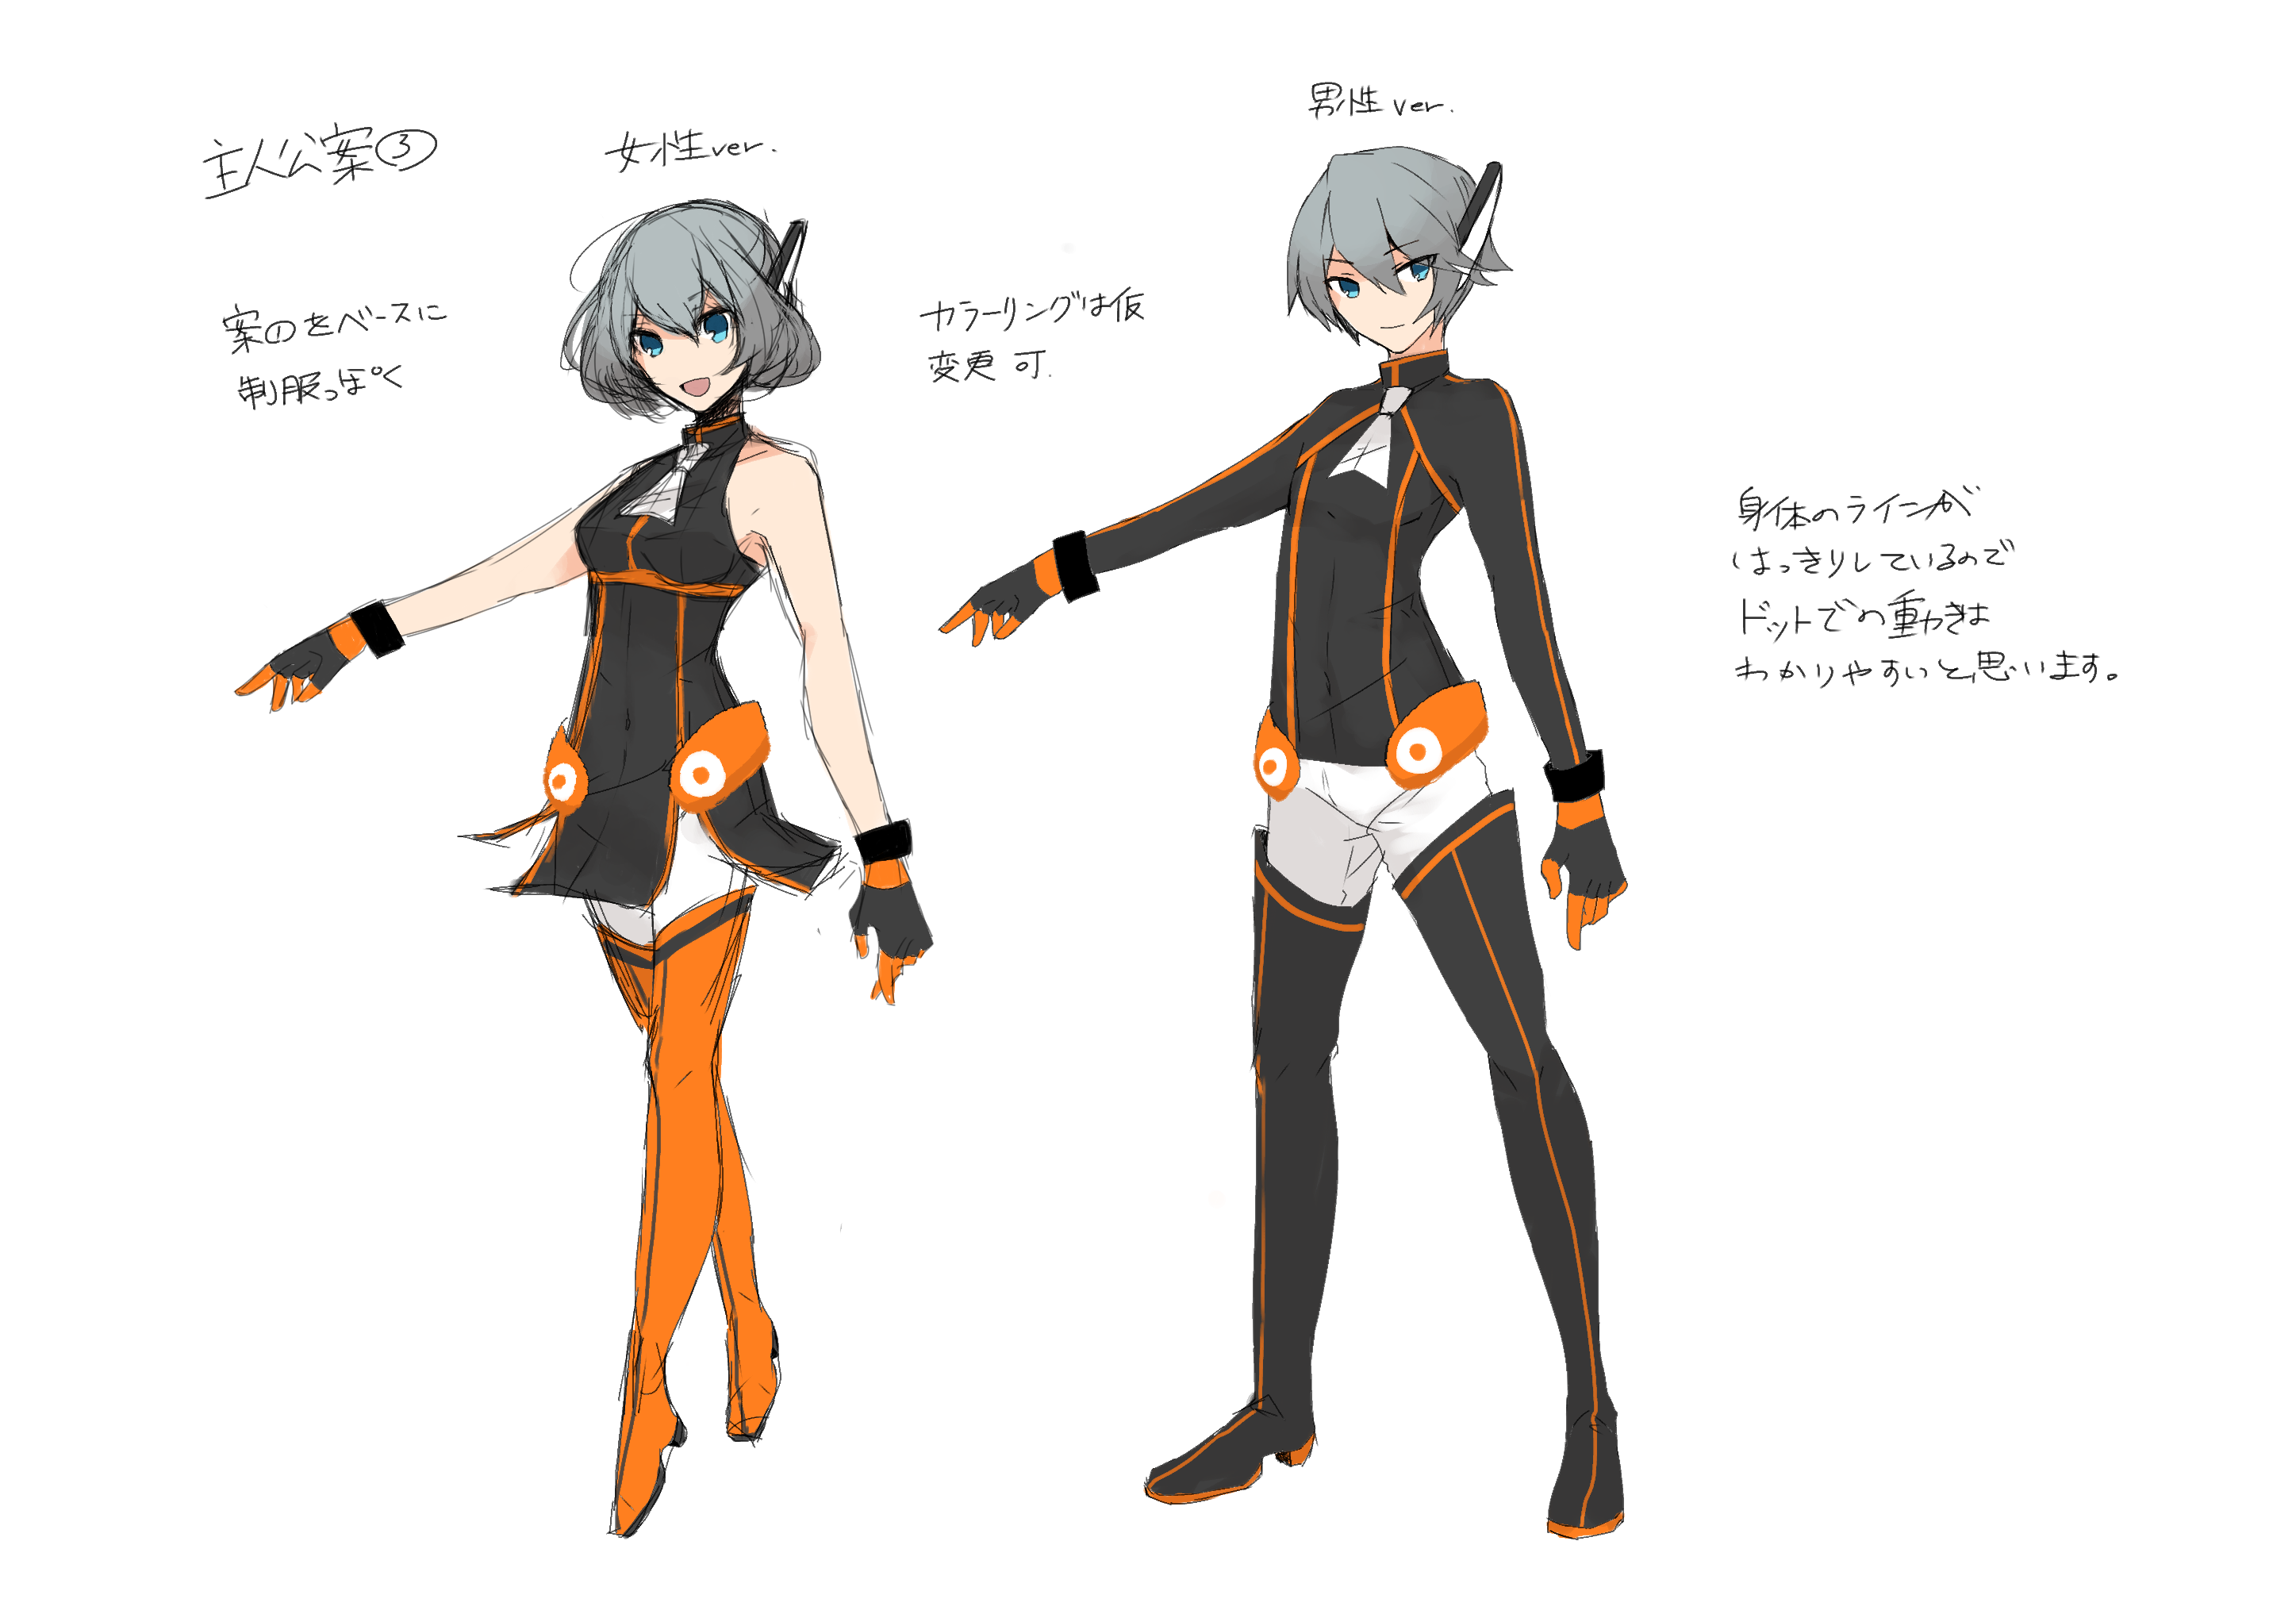 主人公案③
女性ver.
男性ver.
案①をベースに
制服っぽく
カラーリングは仮
変更可.
身体のラインが
はっきりしているので
ドットでの動きは
わかりやすいと思います。